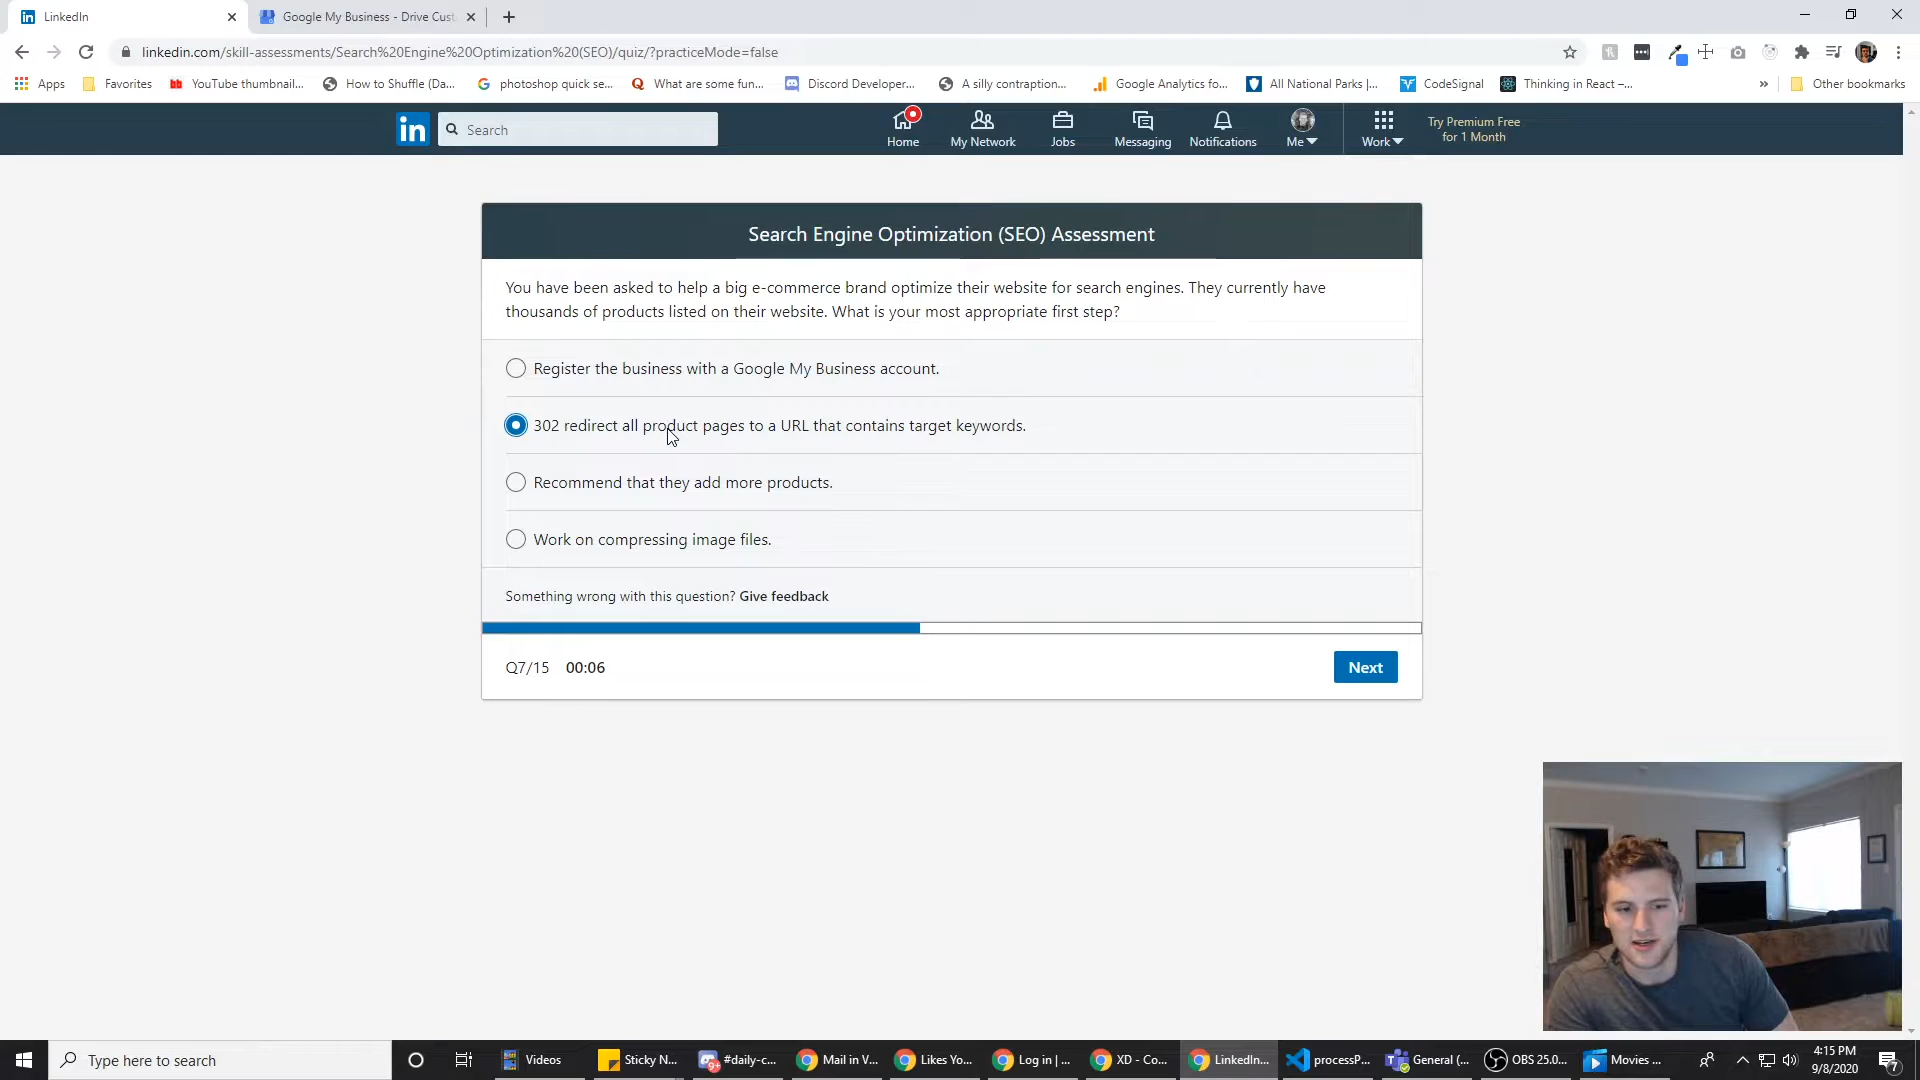 LinkedIn
Google My Business - Drive Cust
linkedin.com/skill-assessments/Search%20Engine%20Optimization%20(SEO)/quiz/?practiceMode=false
Apps
Favorites
YouTube thumbnail...
How to Shuffle (Da...
photoshop quick se...
What are some fun...
Discord Developer...
A silly contraption...
Google Analytics fo...
All National Parks |...
CodeSignal
Thinking in React –...
»
Other bookmarks
in
Search
Home
My Network
Jobs
Messaging
Notifications
Me
Work
Try Premium Free
for 1 Month
Search Engine Optimization (SEO) Assessment
You have been asked to help a big e-commerce brand optimize their website for search engines. They currently have
thousands of products listed on their website. What is your most appropriate first step?
Register the business with a Google My Business account.
302 redirect all product pages to a URL that contains target keywords.
Recommend that they add more products.
Work on compressing image files.
Something wrong with this question? Give feedback
Q7/15 00:06
Next
Type here to search
Videos
Sticky N...
#daily-c...
Mail in V...
Likes Yo...
Log in | ...
XD - Co...
LinkedIn...
processP...
General (...
OBS 25.0...
Movies ...
4:15 PM
9/8/2020
7